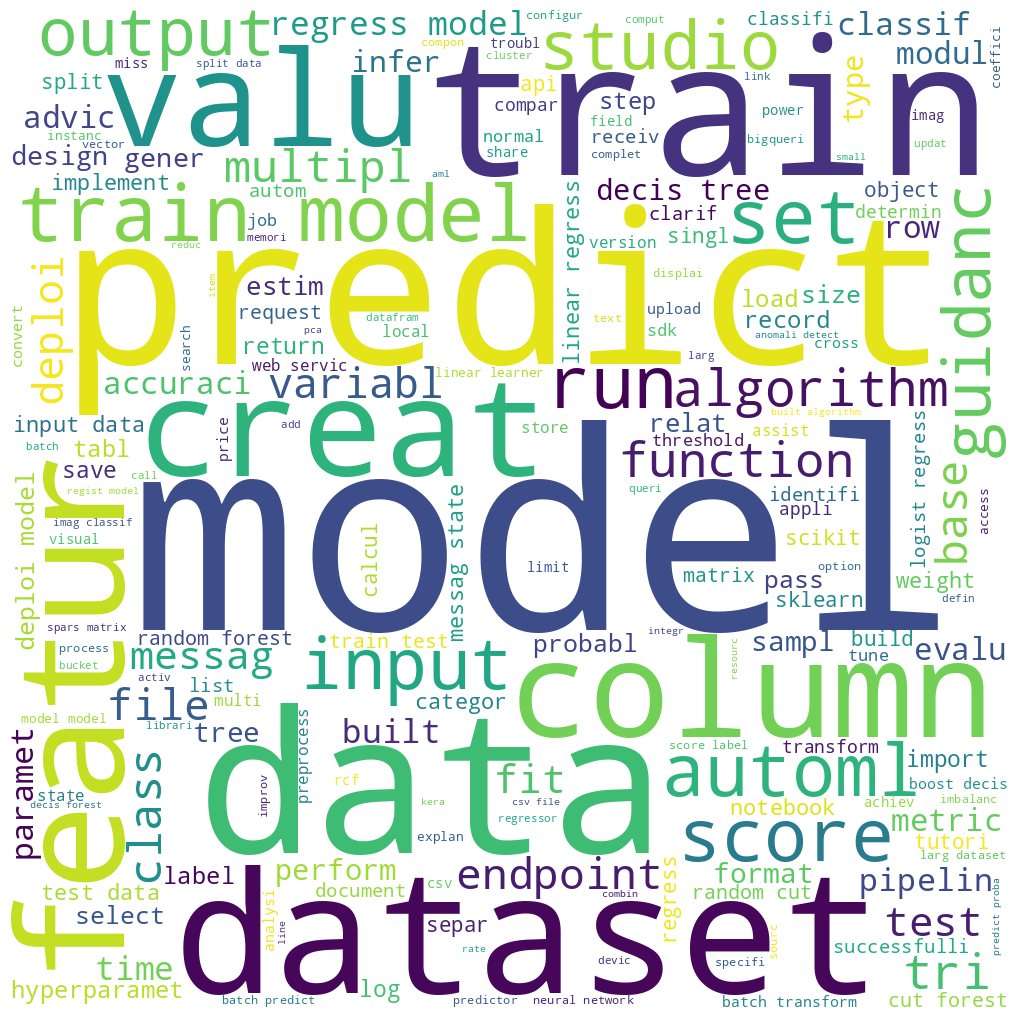 output
regress model
configur
comput
classifi
classif
troubl
compon
studio
modul
coeffici
miss
split data
infer
cluster
valu
train
split
api
link
type
advic
compar
step
power
imag
instanc
vector
field
normal
receiv
bigqueri
updat
design
gener
multipl
share
complet
small
implement
autom
aml
decis tree
object
train model
job
memori
linear regress
clarif
set
determin
row
guidanc
reduc
version
singl
predict
deploi
item
estim
displai
convert
request
pca
datafram
local
text
upload
sdk
load
size
record
anomali detect
cross
search
return
web servic
larg
accuraci
variabl
linear learner
run
algorithm
input data
price
add
creat
store
relat
built algorithm
assist
batch
tabl
threshold
function
logist regress
base
save
call
regist model
messag state
queri
identifi
access
featur
imag classif
visual
model
calcul
appli
scikit
limit
matrix
pass
option
weight
deploi model
sklearn
defin
spars matrix
random forest
train test
integr
process
bucket
messag
input
probabl
sampl
build
tune
evalu
activ
list
multi
column
resourc
file
categor
model model
librari
tree
built
preprocess
score label
transform
paramet
class
data
automl
import
state
decis forest
improv
rcf
kera
fit
csv file
regressor
boost decis
notebook
achiev
imbalanc
explan
score
metric
tutori
larg dataset
label
perform
endpoint
format
pipelin
test data
document
csv
combin
regress
random cut
select
analysi
line
dataset
separ
test
predict proba
successfulli
time
rate
devic
specifi
sourc
tri
hyperparamet
log
batch predict
predictor
neural network
batch transform
cut forest